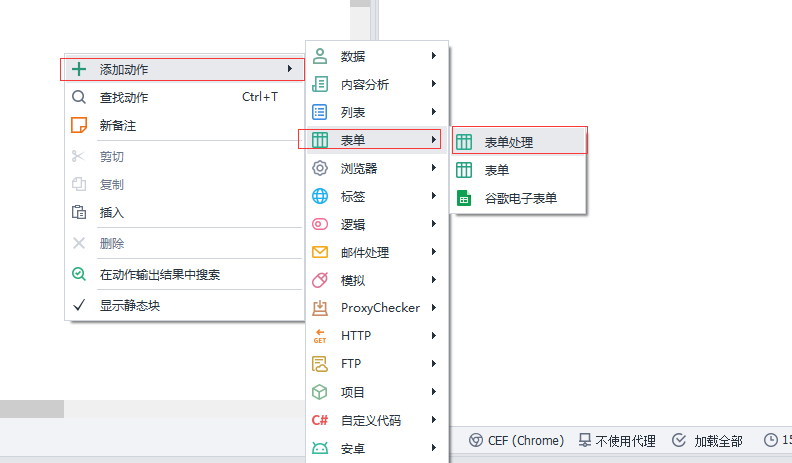 添加动作
查找动作 Ctrl+T
新备注
剪切
复制
插入
删除
在动作输出结果中搜索
显示静态块
数据
内容分析
列表
表单
浏览器
标签
逻辑
邮件处理
模拟
ProxyChecker
HTTP
FTP
项目
自定义代码
安卓
表单处理
表单
谷歌电子表单
GET
C#
CEF (Chrome) 不使用代理 加载全部 15